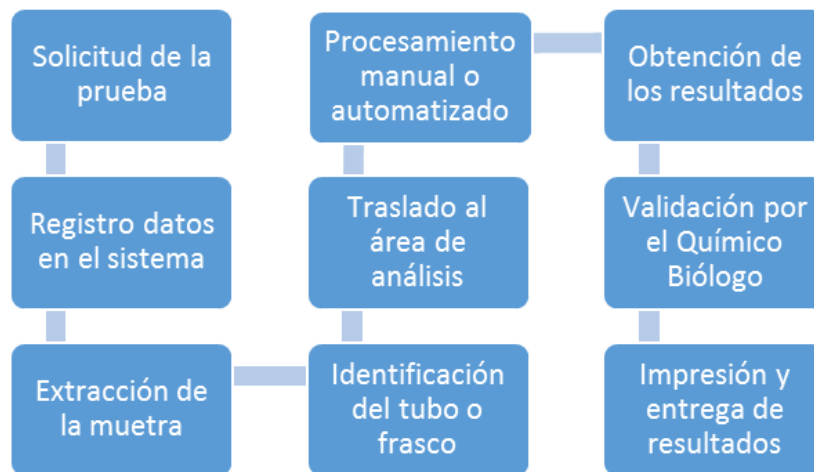 Solicitud de la
prueba
Registro datos
en el sistema
Extracción de
la muetra
Identificación
del tubo o
frasco
Traslado al
área de
análisis
Procesamiento
manual o
automatizado
Obtención de
los resultados
Validación por
el Químico
Biólogo
Impresión y
entrega de
resultados